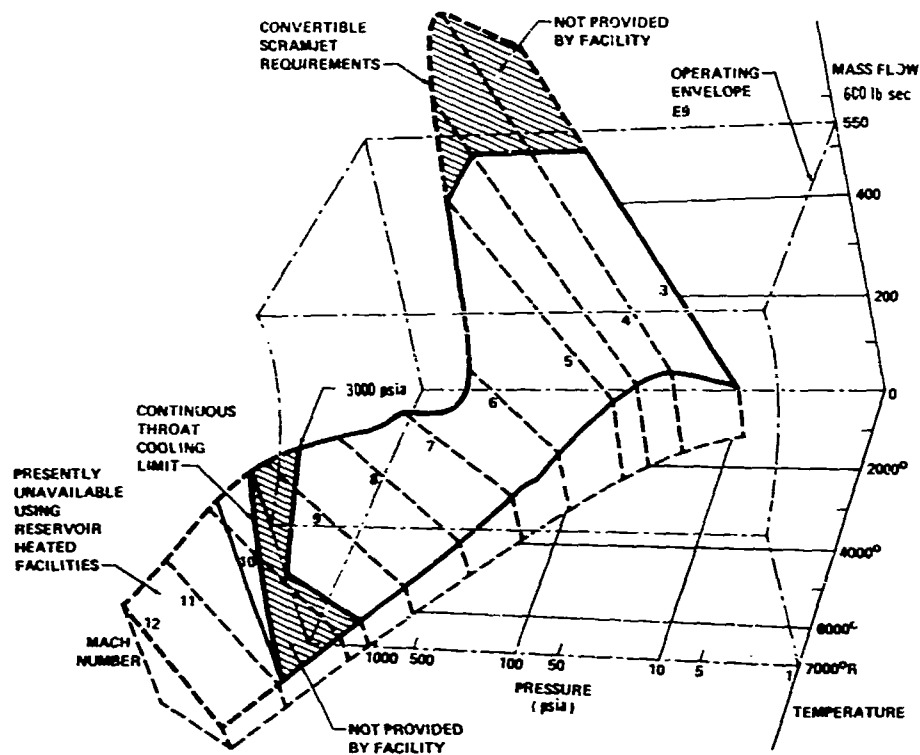 CONVERTIBLE
SCRAMJET
REQUIREMENTS
NOT PROVIDED
BY FACILITY
OPERATING
ENVELOPE
E9
MASS FLOW
600 lb sec
550
400
200
0
3
4
5
6
7
8
9
10
11
12
3000 psia
CONTINUOUS
THROAT
COOLING
LIMIT
PRESENTLY
UNAVAILABLE
USING
RESERVOIR
HEATED
FACILITIES
MACH
NUMBER
2000°
4000°
6000°
7000°R
TEMPERATURE
1000 500 100 50 10 5 1
PRESSURE
(psia)
NOT PROVIDED
BY FACILITY